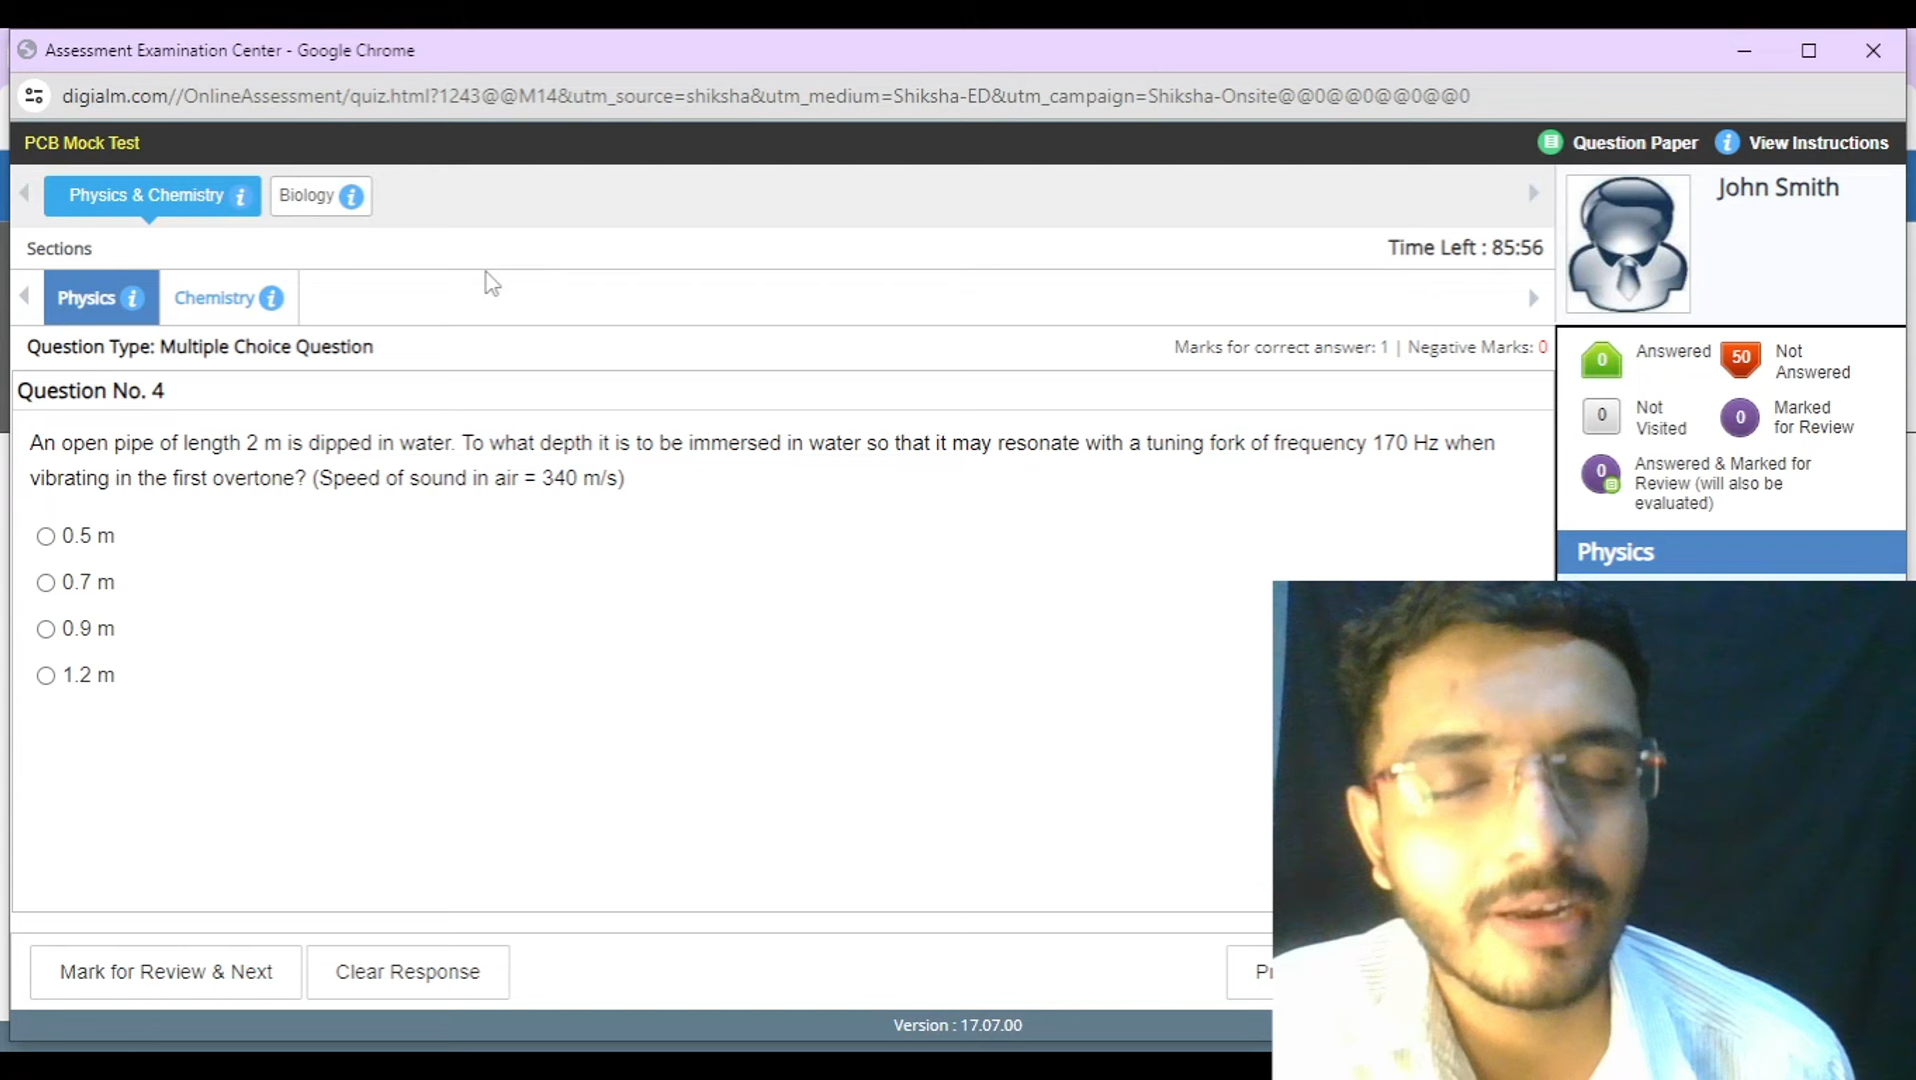 Assessment Examination Center - Google Chrome
digialm.com//OnlineAssessment/quiz.html?1243@@M14&utm_source=shiksha&utm_medium=Shiksha-ED&utm_campaign=Shiksha-Onsite@@0@@0@@0@@0
PCB Mock Test
Question Paper
View Instructions
Physics & Chemistry
Biology
John Smith
Sections
Time Left : 85:56
Physics
Chemistry
Question Type: Multiple Choice Question
Marks for correct answer: 1 | Negative Marks: 0
0 Answered
50 Not Answered
Question No. 4
0 Not Visited
0 Marked for Review
An open pipe of length 2 m is dipped in water. To what depth it is to be immersed in water so that it may resonate with a tuning fork of frequency 170 Hz when
vibrating in the first overtone? (Speed of sound in air = 340 m/s)
0 Answered & Marked for
Review (will also be
evaluated)
0.5 m
Physics
0.7 m
0.9 m
1.2 m
Mark for Review & Next
Clear Response
Version : 17.07.00